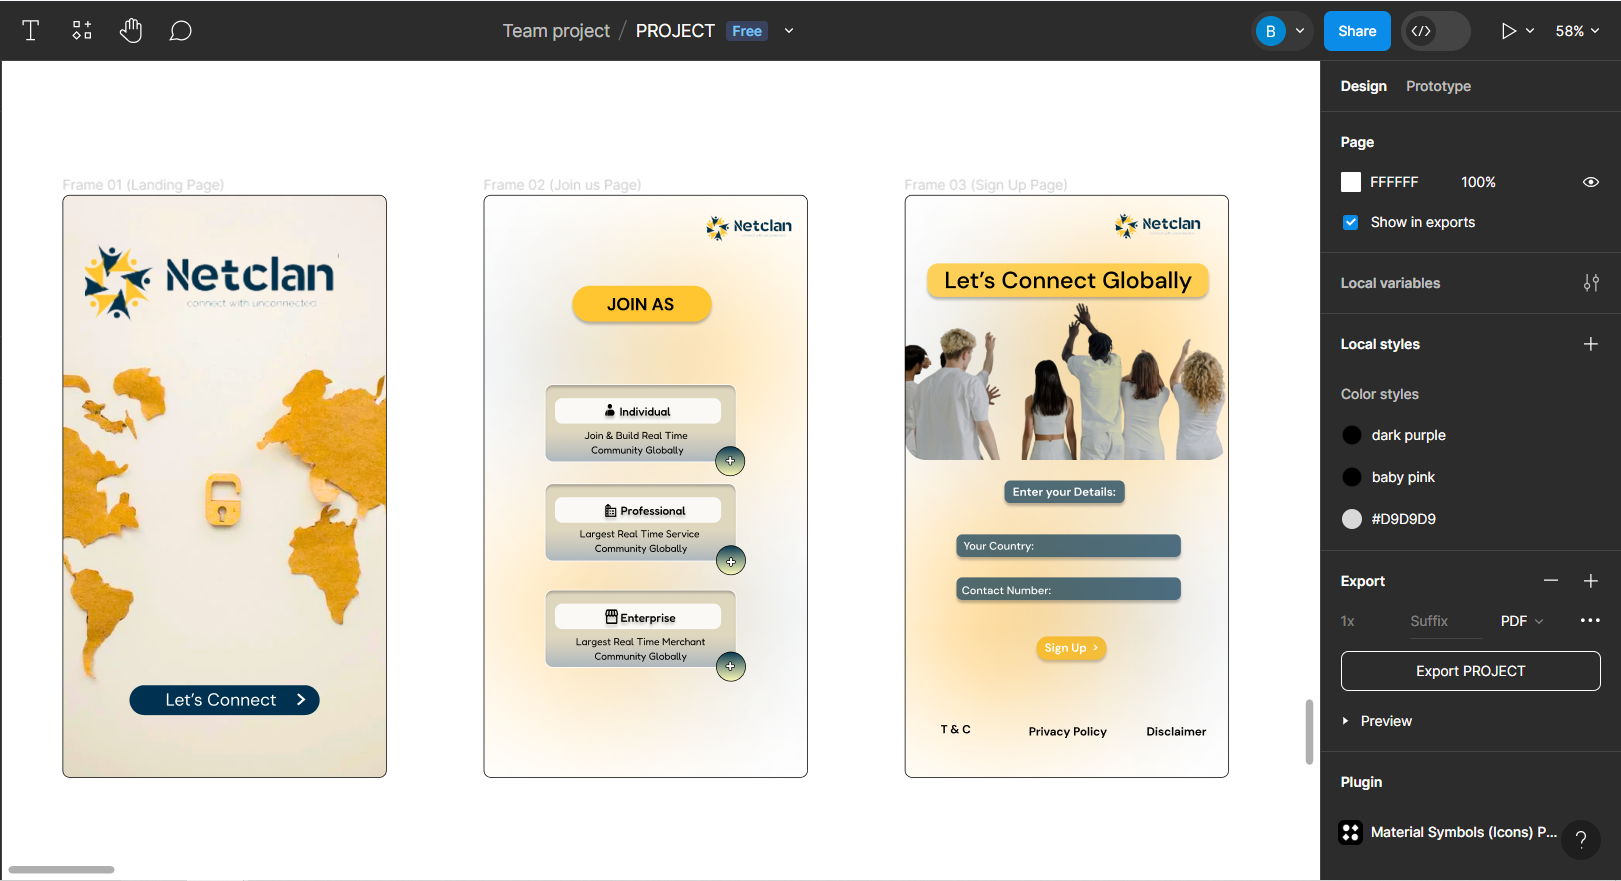 Team project / PROJECT Free
B
Share
58%
Design Prototype
Page
FFFFFF 100%
Show in exports
Local variables
Local styles
Color styles
dark purple
baby pink
#D9D9D9
Export
1x Suffix PDF
Export PROJECT
Preview
Plugin
Material Symbols (Icons) P...
?
Frame 01 (Landing Page)
Netclan
connect with unconnected
Let's Connect
Frame 02 (Join us Page)
Netclan
JOIN AS
Individual
Join & Build Real Time
Community Globally
Professional
Largest Real Time Service
Community Globally
Enterprise
Largest Real Time Merchant
Community Globally
Frame 03 (Sign Up Page)
Netclan
Let's Connect Globally
Enter your Details:
Your Country:
Contact Number:
Sign Up >
T & C
Privacy Policy
Disclaimer